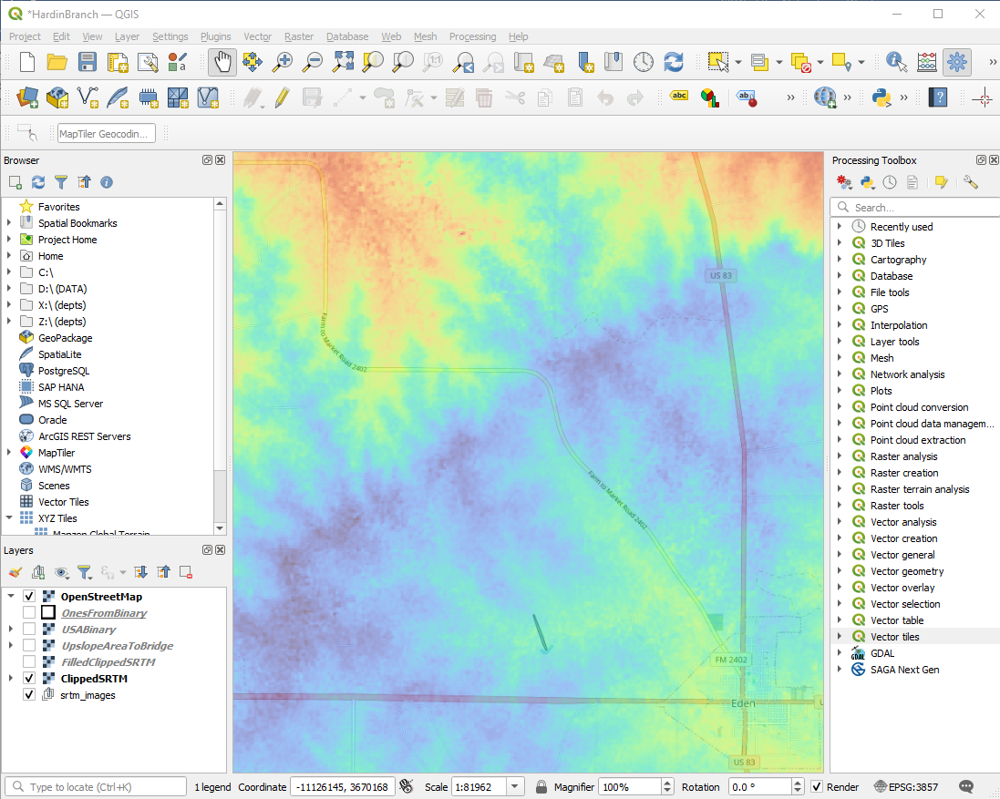 *HardinBranch — QGIS
Project Edit View Layer Settings Plugins Vector Raster Database Web Mesh Processing Help
1:1
a
abc
ab
?
MapTiler Geocodin...
Browser
Favorites
Spatial Bookmarks
Project Home
Home
C:\
D:\ (DATA)
X:\ (depts)
Z:\ (depts)
GeoPackage
SpatiaLite
PostgreSQL
SAP HANA
MS SQL Server
Oracle
ArcGIS REST Servers
MapTiler
WMS/WMTS
Scenes
Vector Tiles
XYZ Tiles
Mapzen Global Terrain
Layers
OpenStreetMap
OnesFromBinary
USABinary
UpslopeAreaToBridge
FilledClippedSRTM
ClippedSRTM
srtm_images
US 83
Farm to Market Road 2402
Farm to Market Road 2402
FM 2402
Eden
US 83
Processing Toolbox
Search...
Recently used
3D Tiles
Cartography
Database
File tools
GPS
Interpolation
Layer tools
Mesh
Network analysis
Plots
Point cloud conversion
Point cloud data managem...
Point cloud extraction
Raster analysis
Raster creation
Raster terrain analysis
Raster tools
Vector analysis
Vector creation
Vector general
Vector geometry
Vector overlay
Vector selection
Vector table
Vector tiles
GDAL
SAGA Next Gen
Type to locate (Ctrl+K) 1 legend Coordinate -11126145, 3670168 Scale 1:81962 Magnifier 100% Rotation 0.0 ° Render EPSG:3857